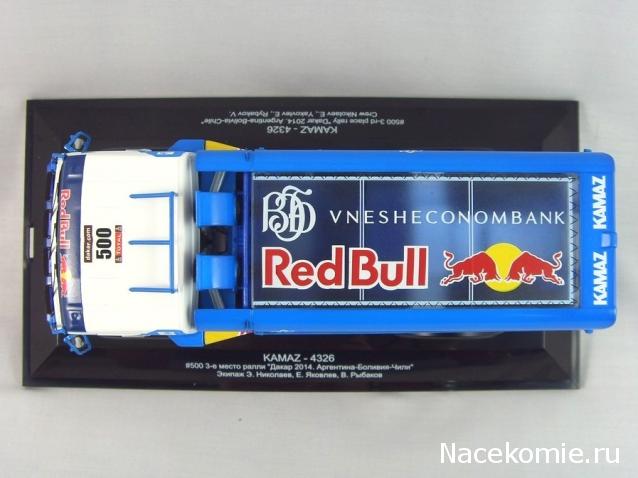 KAMAZ - 4326
#500 3-rd place rally "Dakar 2014. Argentina-Bolivia-Chile"
Crew Nikolaev E., Yakovlev E., Rybakov V.
Red Bull
dakar.com
500
TOTAL
ВЭБ VNESHECONOMBANK
Red Bull
KAMAZ
KAMAZ
KAMAZ - 4326
#500 3-е место ралли "Дакар 2014. Аргентина-Боливия-Чили"
Экипаж Э. Николаев, Е. Яковлев, В. Рыбаков
Nacekomie.ru